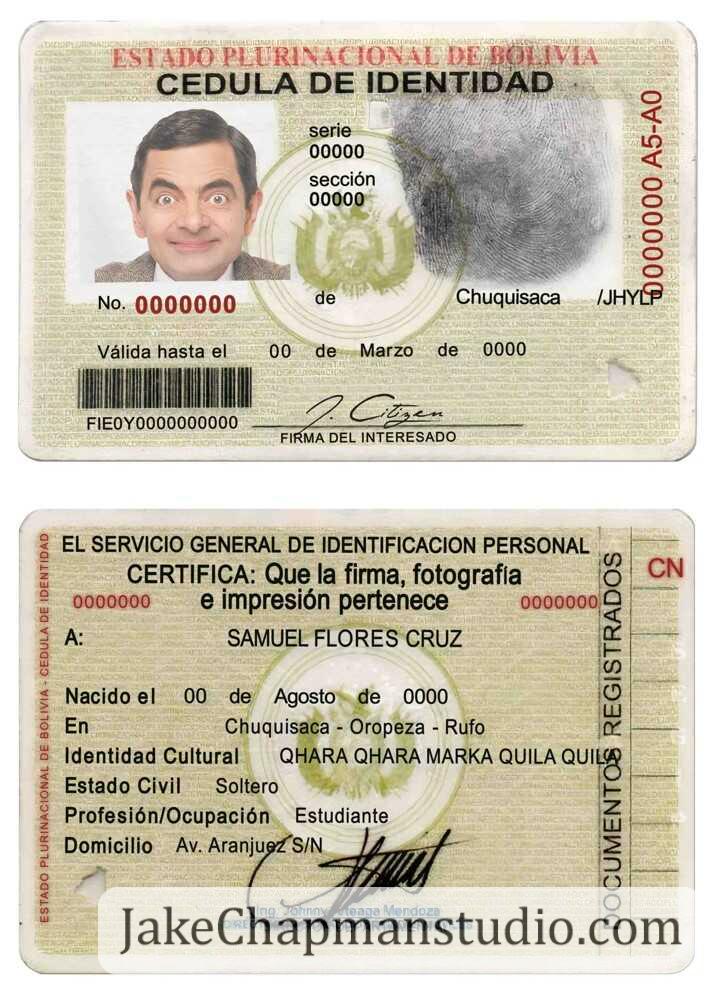 ESTADO PLURINACIONAL DE BOLIVIA
CEDULA DE IDENTIDAD
serie
00000
sección
00000
0000000 A5-A0
No. 0000000 de Chuquisaca /JHYLP
Válida hasta el 00 de Marzo de 0000
FIE0Y0000000000
J. Citizen
FIRMA DEL INTERESADO
EL SERVICIO GENERAL DE IDENTIFICACION PERSONAL
CERTIFICA: Que la firma, fotografía
0000000 e impresión pertenece 0000000
A: SAMUEL FLORES CRUZ
Nacido el 00 de Agosto de 0000
En Chuquisaca - Oropeza - Rufo
Identidad Cultural QHARA QHARA MARKA QUILA QUILA
Estado Civil Soltero
Profesión/Ocupación Estudiante
Domicilio Av. Aranjuez S/N
Ing. Johnny Arteaga Mendoza
ESTADO PLURINACIONAL DE BOLIVIA - CEDULA DE IDENTIDAD
DOCUMENTOS REGISTRADOS
CN
JakeChapmanstudio.com